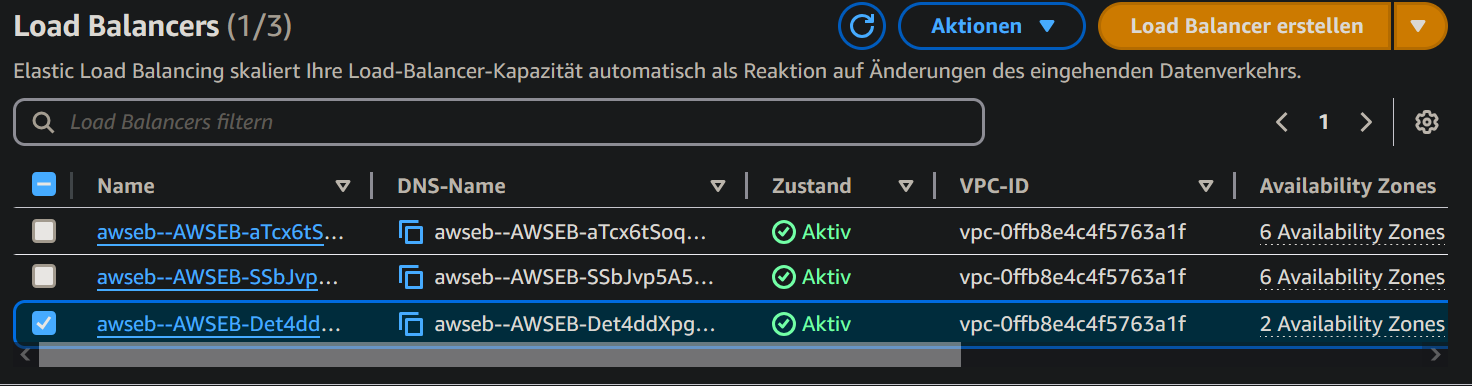 Load Balancers (1/3)
Aktionen
Load Balancer erstellen
Elastic Load Balancing skaliert Ihre Load-Balancer-Kapazität automatisch als Reaktion auf Änderungen des eingehenden Datenverkehrs.
Load Balancers filtern
1
Name DNS-Name Zustand VPC-ID Availability Zones
awseb--AWSEB-aTcx6tS... awseb--AWSEB-aTcx6tSoq... Aktiv vpc-0ffb8e4c4f5763a1f 6 Availability Zones
awseb--AWSEB-SSbJvp... awseb--AWSEB-SSbJvp5A5... Aktiv vpc-0ffb8e4c4f5763a1f 6 Availability Zones
awseb--AWSEB-Det4dd... awseb--AWSEB-Det4ddXpg... Aktiv vpc-0ffb8e4c4f5763a1f 2 Availability Zones